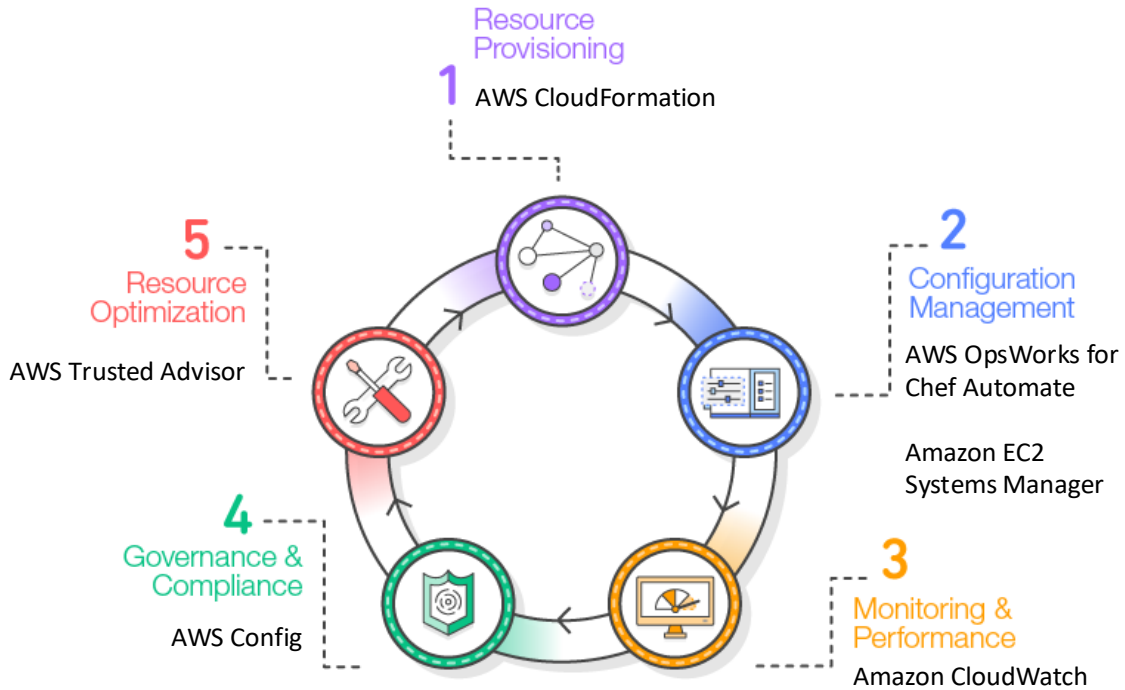 1
Resource
Provisioning
AWS CloudFormation
2
Configuration
Management
AWS OpsWorks for
Chef Automate
Amazon EC2
Systems Manager
3
Monitoring &
Performance
Amazon CloudWatch
4
Governance &
Compliance
AWS Config
5
Resource
Optimization
AWS Trusted Advisor